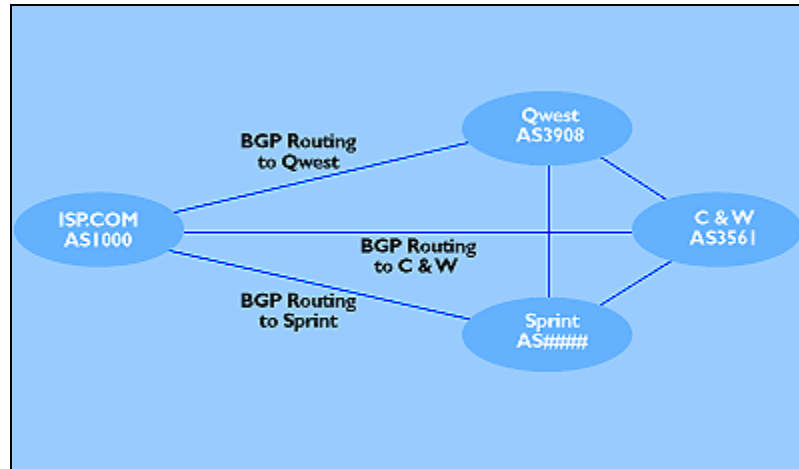 Qwest
AS3908
BGP Routing
to Qwest
ISP.COM
AS1000
C & W
AS3561
BGP Routing
to C & W
BGP Routing
to Sprint
Sprint
AS####